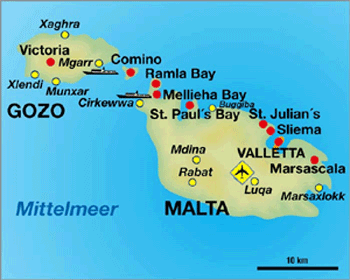 Xaghra
Victoria
Mgarr
Comino
Ramla Bay
Xlendi
Munxar
Mellieha Bay
Cirkewwa
Bugibba
GOZO
St. Paul´s Bay
St. Julian´s
Sliema
Mdina
VALLETTA
Rabat
Marsascala
Luqa
Marsaxlokk
Mittelmeer
MALTA
10 km